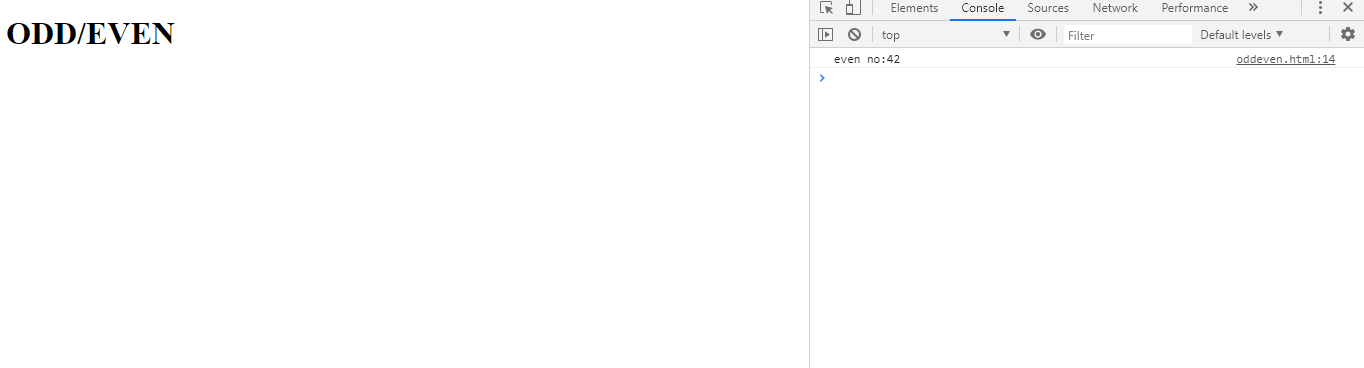 ODD/EVEN
Elements Console Sources Network Performance
top Filter Default levels
even no:42 oddeven.html:14